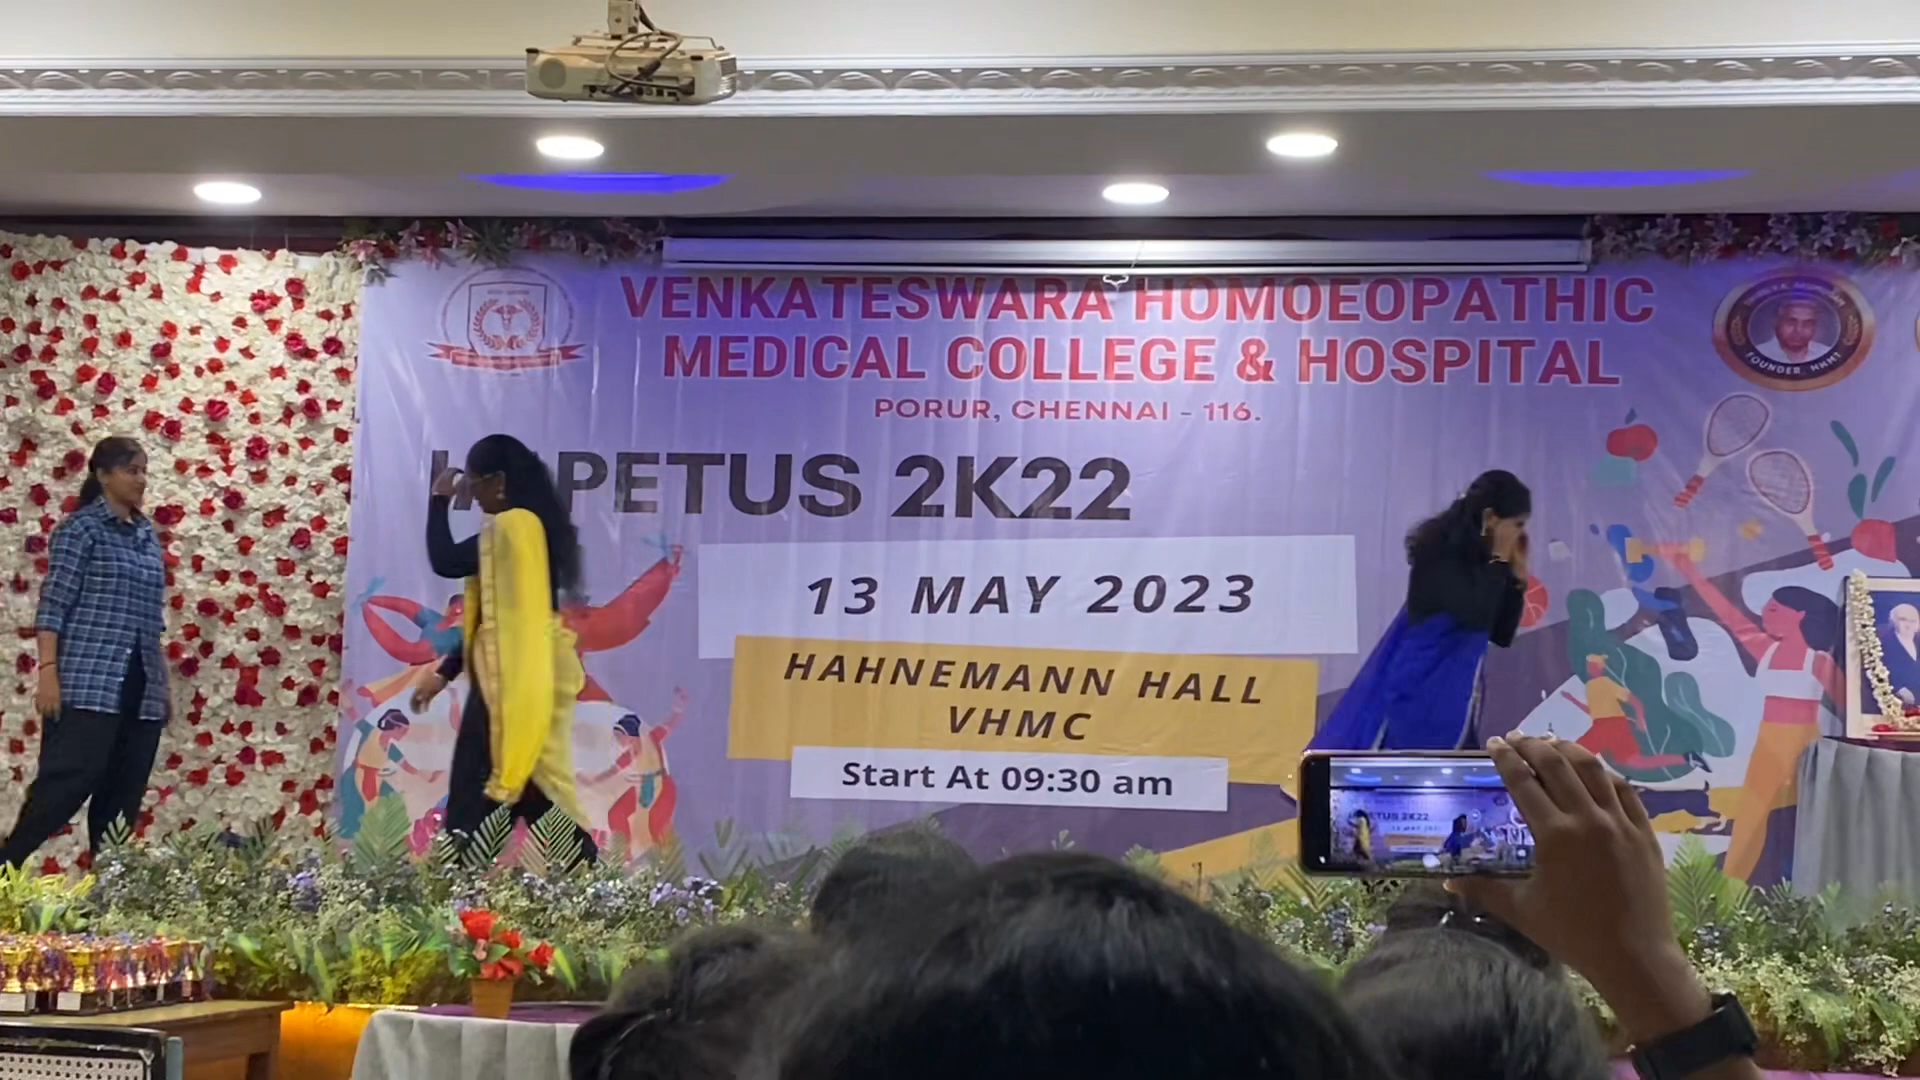 VENKATESWARA HOMOEOPATHIC
MEDICAL COLLEGE & HOSPITAL
PORUR, CHENNAI - 116.
FOUNDER, HKMT
PETUS 2K22
13 MAY 2023
HAHNEMANN HALL
VHMC
Start At 09:30 am